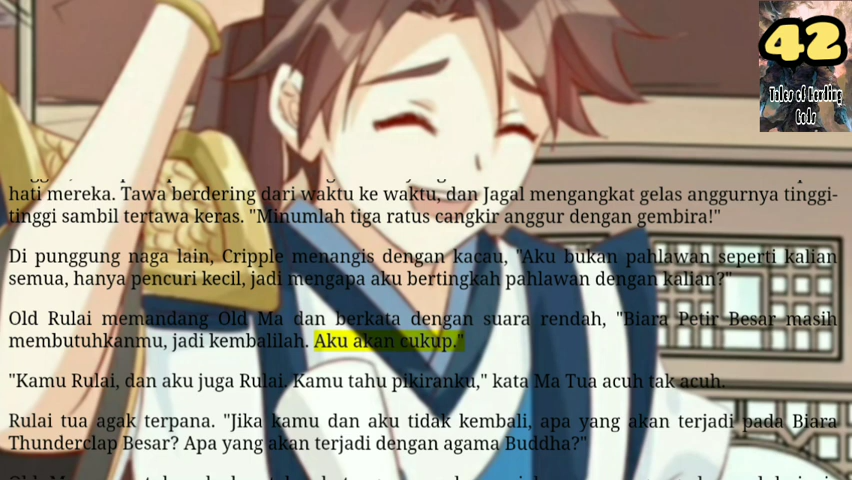 42
Tales of Herding
Gods
hati mereka. Tawa berdering dari waktu ke waktu, dan Jagal mengangkat gelas anggurnya tinggi-
tinggi sambil tertawa keras. "Minumlah tiga ratus cangkir anggur dengan gembira!"
Di punggung naga lain, Cripple menangis dengan kacau, "Aku bukan pahlawan seperti kalian
semua, hanya pencuri kecil, jadi mengapa aku bertingkah pahlawan dengan kalian?"
Old Rulai memandang Old Ma dan berkata dengan suara rendah, "Biara Petir Besar masih
membutuhkanmu, jadi kembalilah. Aku akan cukup."
"Kamu Rulai, dan aku juga Rulai. Kamu tahu pikiranku," kata Ma Tua acuh tak acuh.
Rulai tua agak terpana. "Jika kamu dan aku tidak kembali, apa yang akan terjadi pada Biara
Thunderclap Besar? Apa yang akan terjadi dengan agama Buddha?"